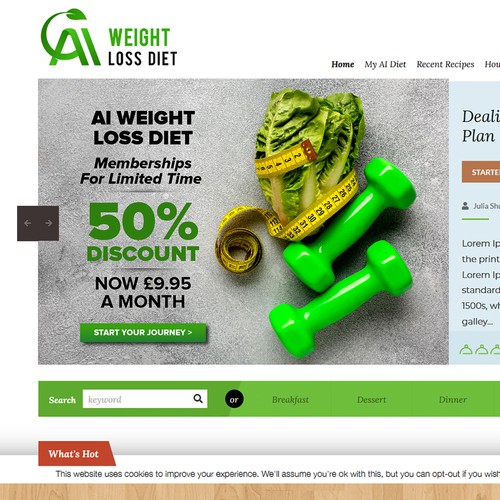 AI WEIGHT
LOSS DIET
Home My AI Diet Recent Recipes Hou
AI WEIGHT
LOSS DIET
Memberships
For Limited Time
50%
DISCOUNT
NOW £9.95
A MONTH
START YOUR JOURNEY >
Deali
Plan
STARTE
Julia Shu
Lorem Ip
the print
Lorem Ip
standard
1500s, wh
galley...
Search keyword or Breakfast Dessert Dinner
What's Hot
This website uses cookies to improve your experience. We'll assume you're ok with this, but you can opt-out if you wish